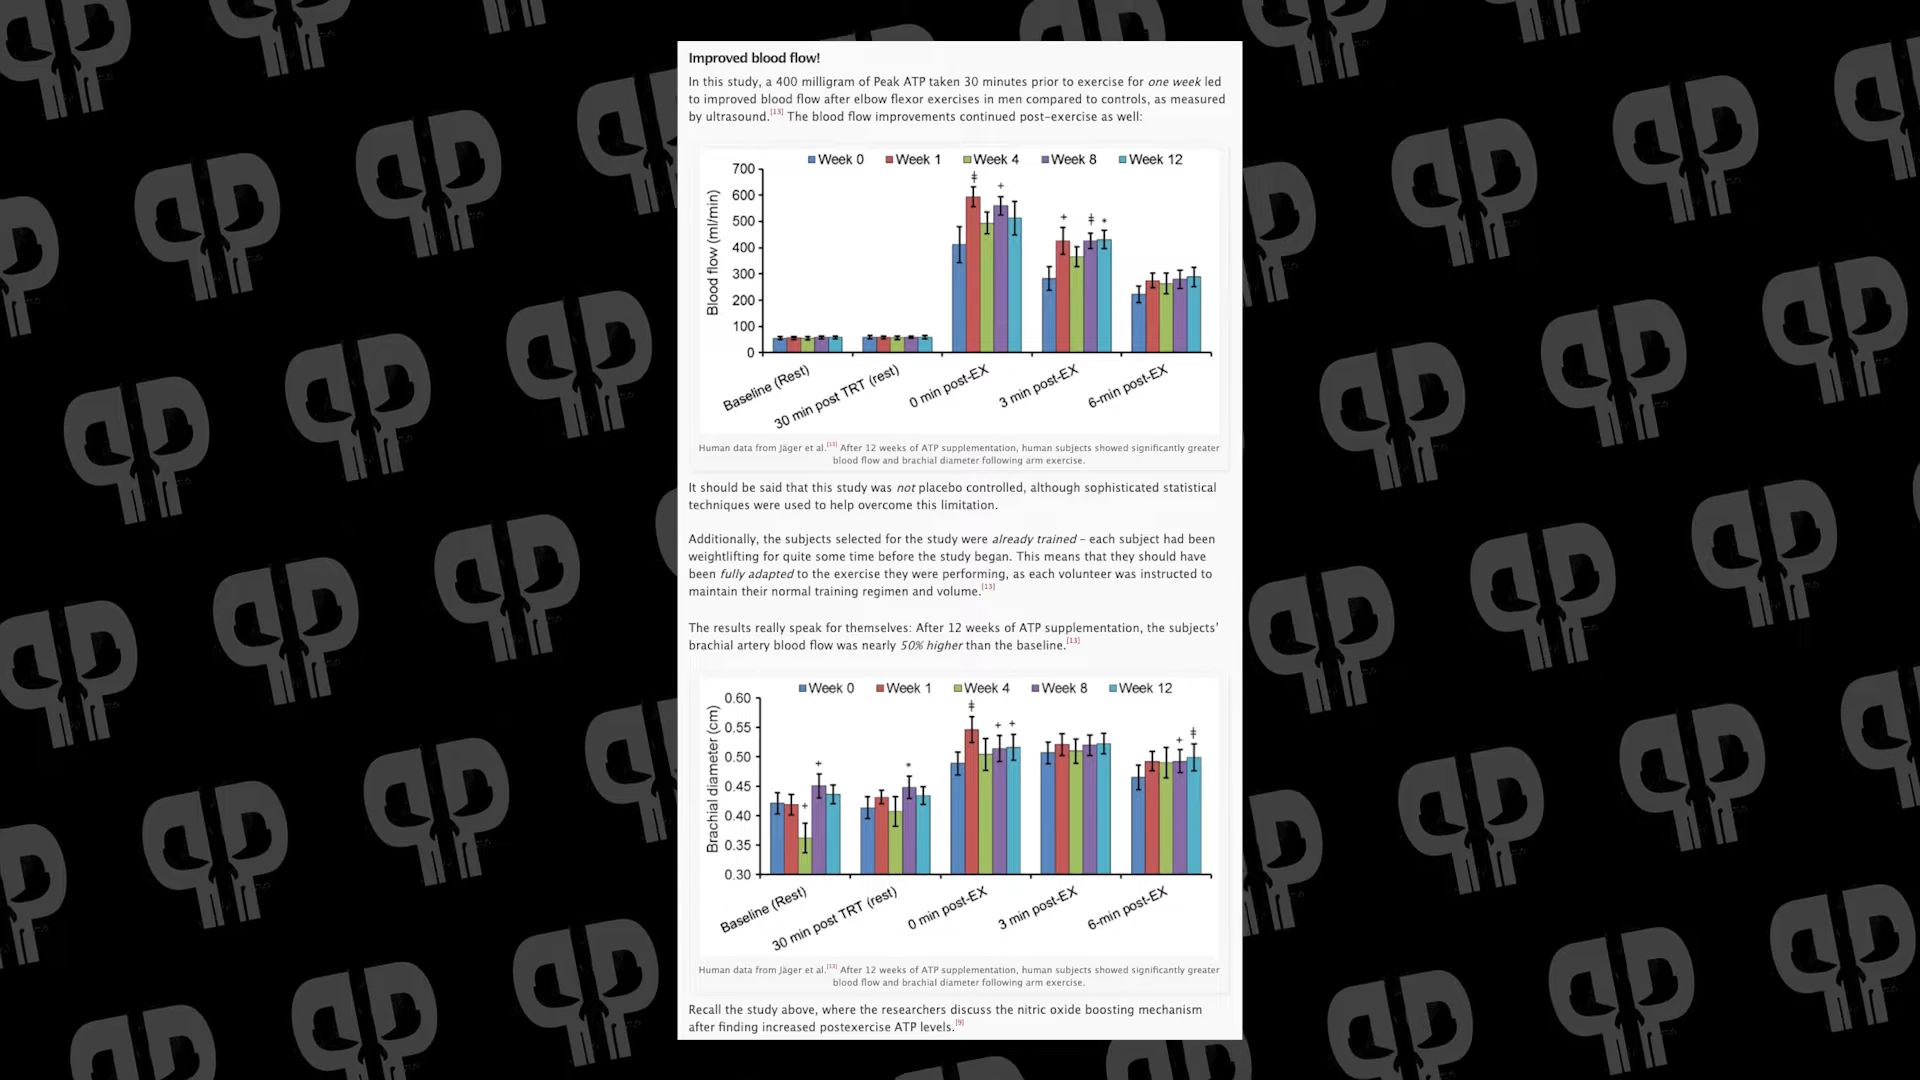 Improved blood flow!
In this study, a 400 milligram of Peak ATP taken 30 minutes prior to exercise for one week led
to improved blood flow after elbow flexor exercises in men compared to controls, as measured
by ultrasound.[13] The blood flow improvements continued post-exercise as well:
Week 0 Week 1 Week 4 Week 8 Week 12
Blood flow (ml/min)
700
600
500
400
300
200
100
0
‡ +
+ ‡ *
Baseline (Rest) 30 min post TRT (rest) 0 min post-EX 3 min post-EX 6-min post-EX
Human data from Jäger et al.[13] After 12 weeks of ATP supplementation, human subjects showed significantly greater
blood flow and brachial diameter following arm exercise.
It should be said that this study was not placebo controlled, although sophisticated statistical
techniques were used to help overcome this limitation.
Additionally, the subjects selected for the study were already trained – each subject had been
weightlifting for quite some time before the study began. This means that they should have
been fully adapted to the exercise they were performing, as each volunteer was instructed to
maintain their normal training regimen and volume.[13]
The results really speak for themselves: After 12 weeks of ATP supplementation, the subjects’
brachial artery blood flow was nearly 50% higher than the baseline.[13]
Week 0 Week 1 Week 4 Week 8 Week 12
Brachial diameter (cm)
0.60
0.55
0.50
0.45
0.40
0.35
0.30
+ +
*
‡ + +
+ ‡
Baseline (Rest) 30 min post TRT (rest) 0 min post-EX 3 min post-EX 6-min post-EX
Human data from Jäger et al.[13] After 12 weeks of ATP supplementation, human subjects showed significantly greater
blood flow and brachial diameter following arm exercise.
Recall the study above, where the researchers discuss the nitric oxide boosting mechanism
after finding increased postexercise ATP levels.[9]